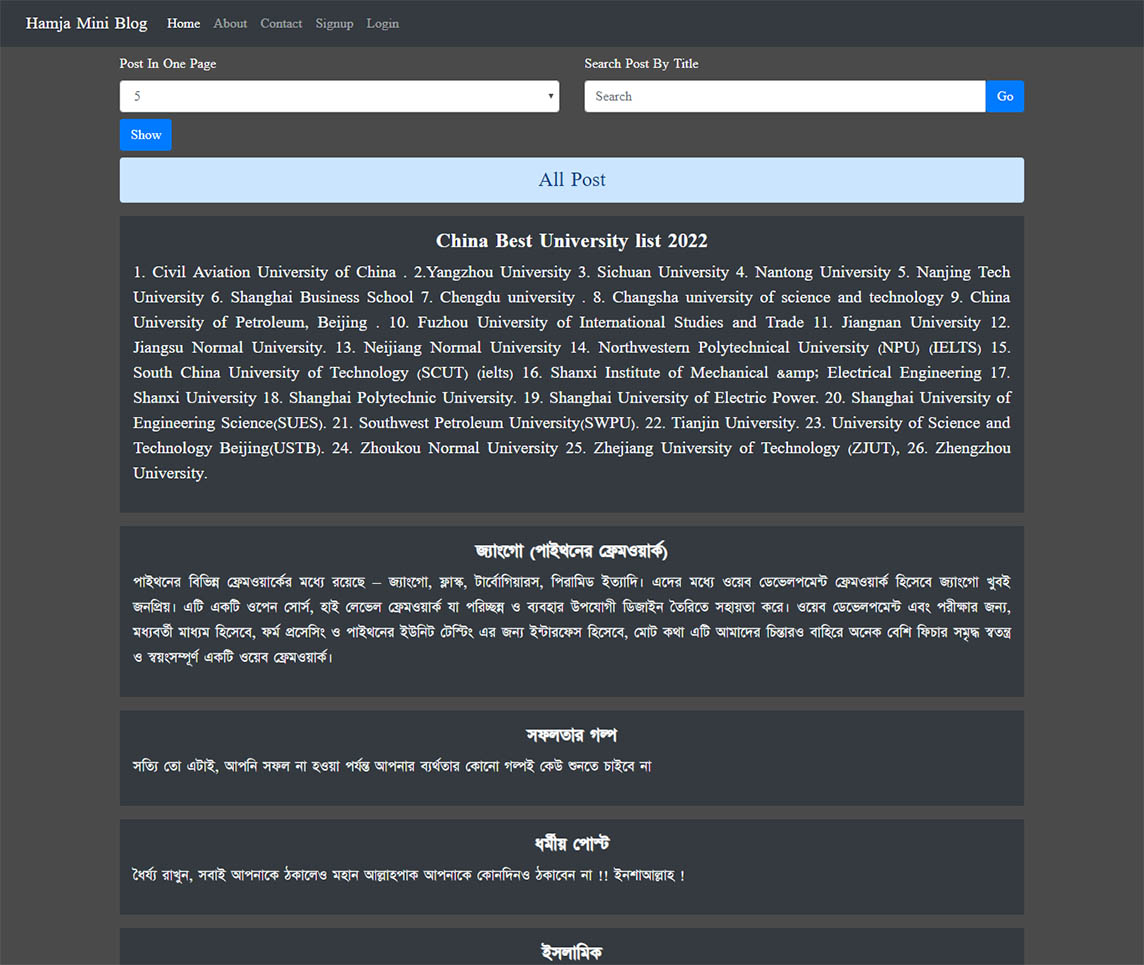 Hamja Mini Blog Home About Contact Signup Login
Post In One Page
Search Post By Title
5
Search Go
Show
All Post
China Best University list 2022
1. Civil Aviation University of China . 2.Yangzhou University 3. Sichuan University 4. Nantong University 5. Nanjing Tech
University 6. Shanghai Business School 7. Chengdu university . 8. Changsha university of science and technology 9. China
University of Petroleum, Beijing . 10. Fuzhou University of International Studies and Trade 11. Jiangnan University 12.
Jiangsu Normal University. 13. Neijiang Normal University 14. Northwestern Polytechnical University (NPU) (IELTS) 15.
South China University of Technology (SCUT) (ielts) 16. Shanxi Institute of Mechanical &amp; Electrical Engineering 17.
Shanxi University 18. Shanghai Polytechnic University. 19. Shanghai University of Electric Power. 20. Shanghai University of
Engineering Science(SUES). 21. Southwest Petroleum University(SWPU). 22. Tianjin University. 23. University of Science and
Technology Beijing(USTB). 24. Zhoukou Normal University 25. Zhejiang University of Technology (ZJUT), 26. Zhengzhou
University.
জ্যাংগো (পাইথনের ফ্রেমওয়ার্ক)
পাইথনের বিভিন্ন ফ্রেমওয়ার্কের মধ্যে রয়েছে – জ্যাংগো, ফ্লাস্ক, টার্বোগিয়ারস, পিরামিড ইত্যাদি। এদের মধ্যে ওয়েব ডেভেলপমেন্ট ফ্রেমওয়ার্ক হিসেবে জ্যাংগো খুবই
জনপ্রিয়। এটি একটি ওপেন সোর্স, হাই লেভেল ফ্রেমওয়ার্ক যা পরিচ্ছন্ন ও ব্যবহার উপযোগী ডিজাইন তৈরিতে সহায়তা করে। ওয়েব ডেভেলপমেন্ট এবং পরীক্ষার জন্য,
মধ্যবর্তী মাধ্যম হিসেবে, ফর্ম প্রসেসিং ও পাইথনের ইউনিট টেস্টিং এর জন্য ইন্টারফেস হিসেবে, মোট কথা এটি আমাদের চিন্তারও বাহিরে অনেক বেশি ফিচার সমৃদ্ধ স্বতন্ত্র
ও স্বয়ংসম্পূর্ণ একটি ওয়েব ফ্রেমওয়ার্ক।
সফলতার গল্প
সত্যি তো এটাই, আপনি সফল না হওয়া পর্যন্ত আপনার ব্যর্থতার কোনো গল্পই কেউ শুনতে চাইবে না
ধর্মীয় পোস্ট
ধৈর্য্য রাখুন, সবাই আপনাকে ঠকালেও মহান আল্লাহপাক আপনাকে কোনদিনও ঠকাবেন না !! ইনশাআল্লাহ !
ইসলামিক